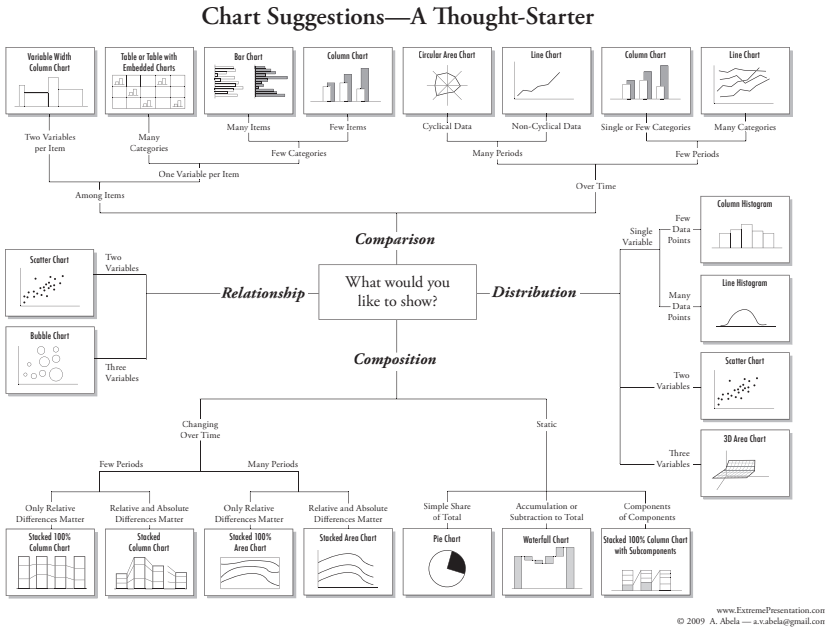 Chart Suggestions—A Thought-Starter
Variable Width
Column Chart
Table or Table with
Embedded Charts
Bar Chart
Column Chart
Circular Area Chart
Line Chart
Column Chart
Line Chart
Two Variables
per Item
Many
Categories
Many Items
Few Items
Cyclical Data
Non-Cyclical Data
Single or Few Categories
Many Categories
Few Categories
Many Periods
Few Periods
One Variable per Item
Among Items
Over Time
Comparison
Scatter Chart
Two
Variables
Bubble Chart
Three
Variables
Relationship
What would you
like to show?
Distribution
Single
Variable
Few
Data
Points
Column Histogram
Many
Data
Points
Line Histogram
Two
Variables
Scatter Chart
Three
Variables
3D Area Chart
Composition
Changing
Over Time
Static
Few Periods
Many Periods
Only Relative
Differences Matter
Relative and Absolute
Differences Matter
Only Relative
Differences Matter
Relative and Absolute
Differences Matter
Simple Share
of Total
Accumulation or
Subtraction to Total
Components
of Components
Stacked 100%
Column Chart
Stacked
Column Chart
Stacked 100%
Area Chart
Stacked Area Chart
Pie Chart
Waterfall Chart
Stacked 100% Column Chart
with Subcomponents
www.ExtremePresentation.com
© 2009 A. Abela — a.v.abela@gmail.com